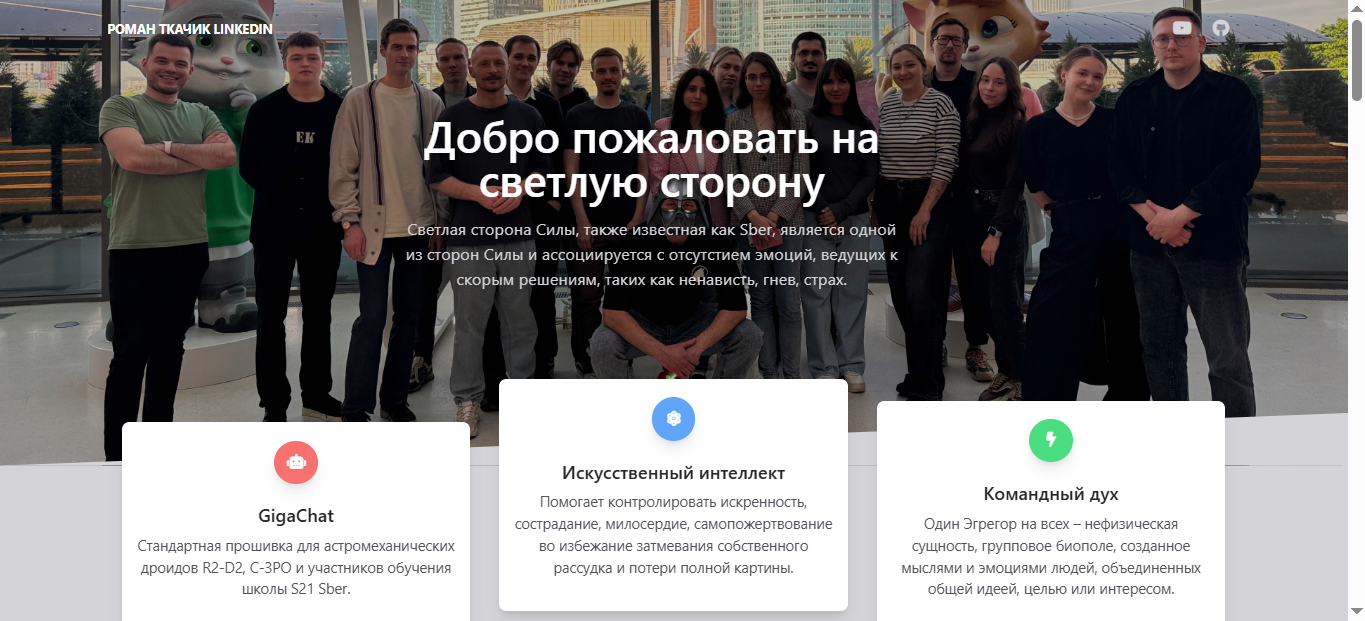 РОМАН ТКАЧИК LINKEDIN
ЕК
Добро пожаловать на
светлую сторону
Светлая сторона Силы, также известная как Sber, является одной
из сторон Силы и ассоциируется с отсутстием эмоций, ведущих к
скорым решениям, таких как ненависть, гнев, страх.
GigaChat
Стандартная прошивка для астромеханических
дроидов R2-D2, C-3PO и участников обучения
школы S21 Sber.
Искусственный интеллект
Помогает контролировать искренность,
сострадание, милосердие, самопожертвование
во избежание затмевания собственного
рассудка и потери полной картины.
Командный дух
Один Эгрегор на всех – нефизическая
сущность, групповое биополе, созданное
мыслями и эмоциями людей, объединенных
общей идеей, целью или интересом.